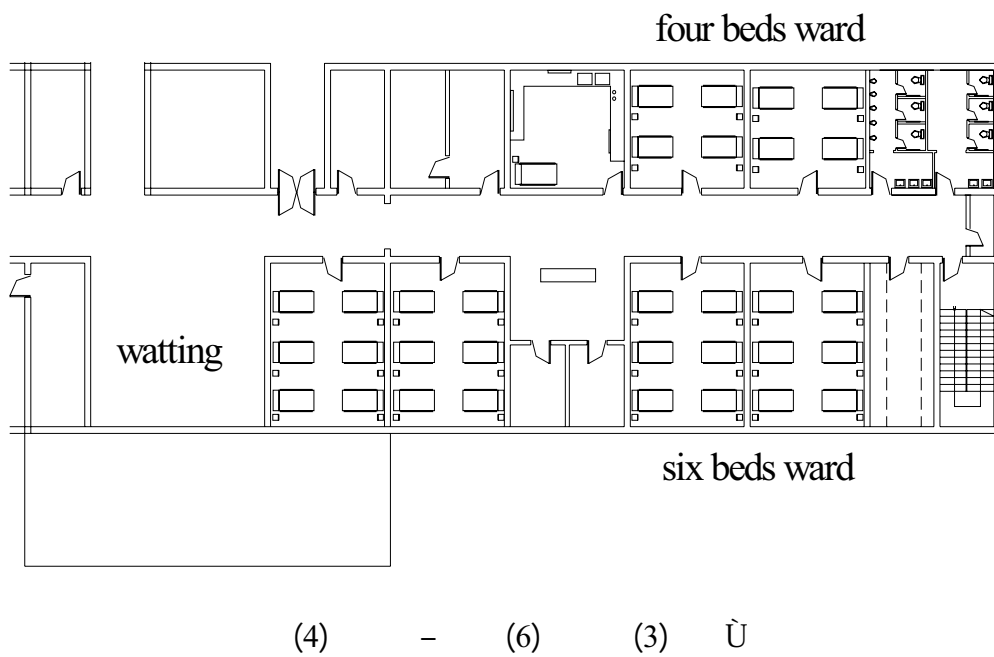 four beds ward
watting
six beds ward
(4) – (6) (3) Ù